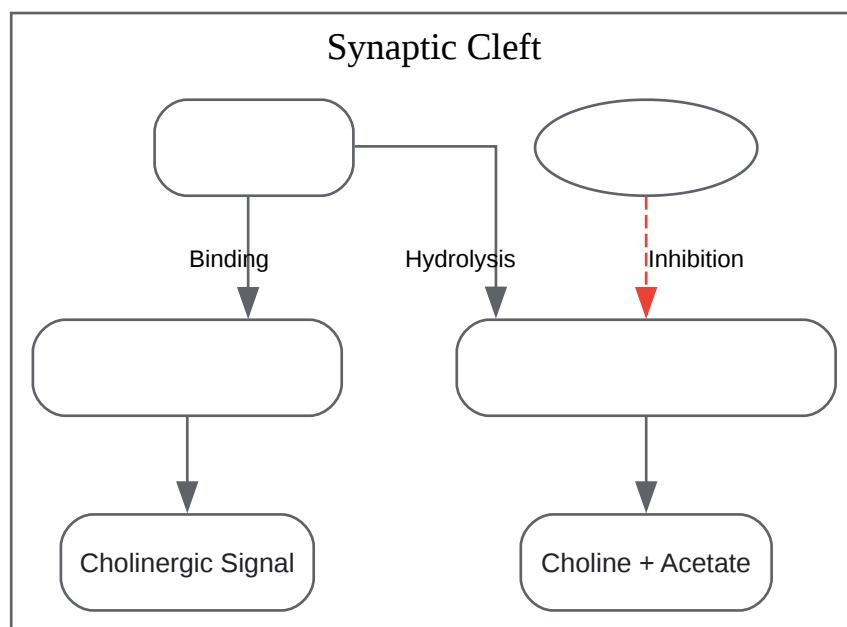 Synaptic Cleft
Binding
Hydrolysis
Inhibition
Cholinergic Signal
Choline + Acetate